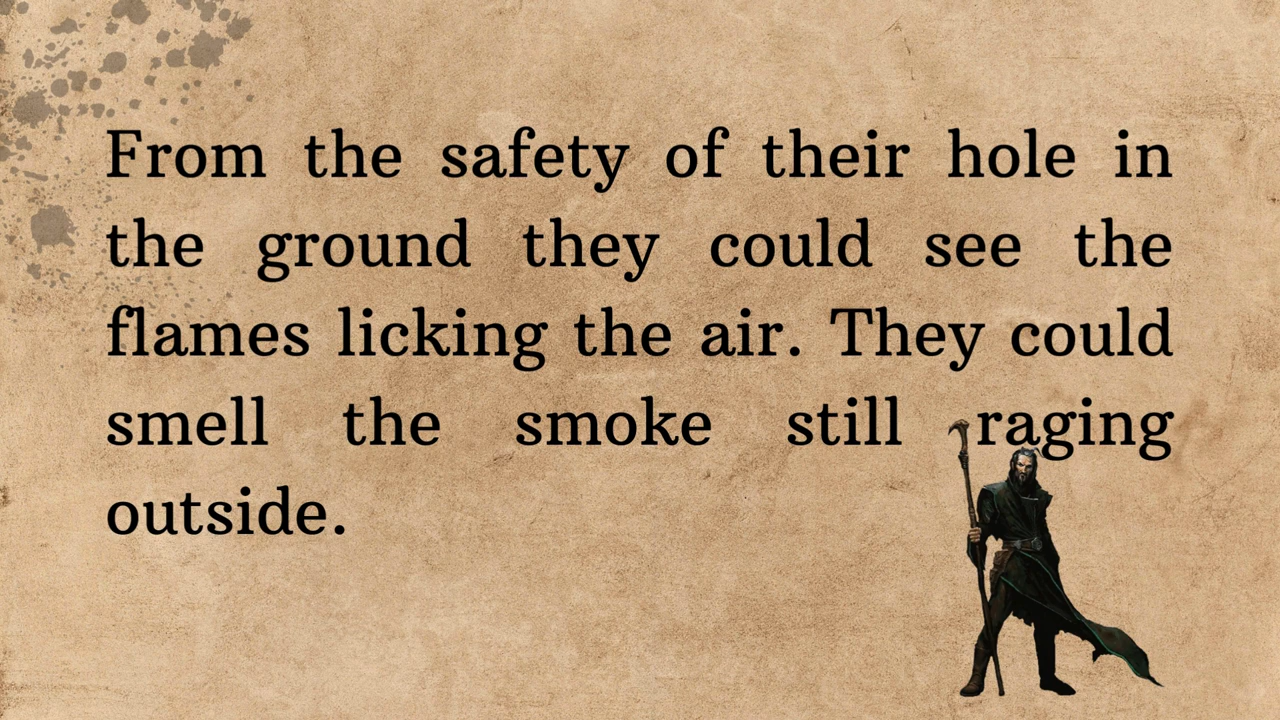 From the safety of their hole in
the ground they could see the
flames licking the air. They could
smell the smoke still raging
outside.